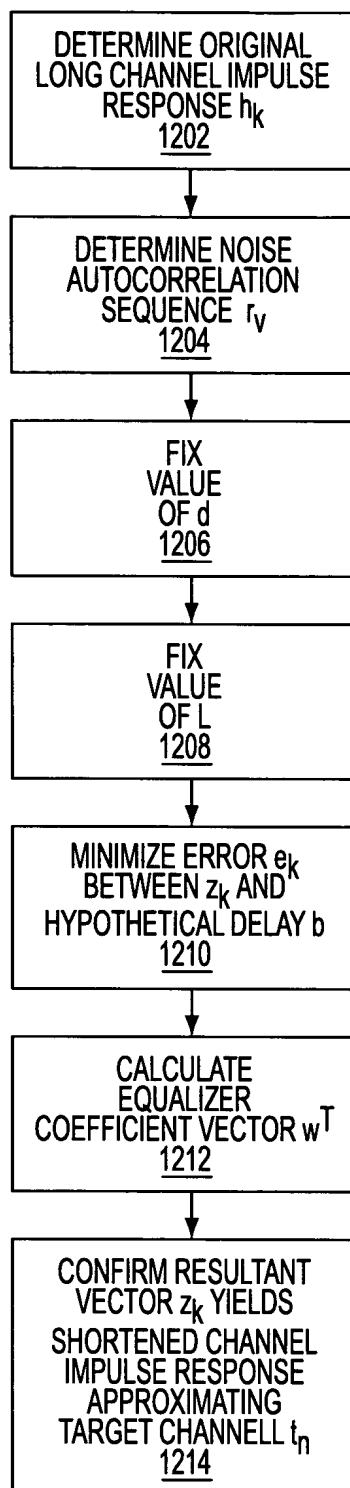 DETERMINE ORIGINAL
LONG CHANNEL IMPULSE
RESPONSE hk
1202
DETERMINE NOISE
AUTOCORRELATION
SEQUENCE rv
1204
FIX
VALUE
OF d
1206
FIX
VALUE
OF L
1208
MINIMIZE ERROR ek
BETWEEN zk AND
HYPOTHETICAL DELAY b
1210
CALCULATE
EQUALIZER
COEFFICIENT VECTOR wT
1212
CONFIRM RESULTANT
VECTOR zk YIELDS
SHORTENED CHANNEL
IMPULSE RESPONSE
APPROXIMATING
TARGET CHANNELL tn
1214